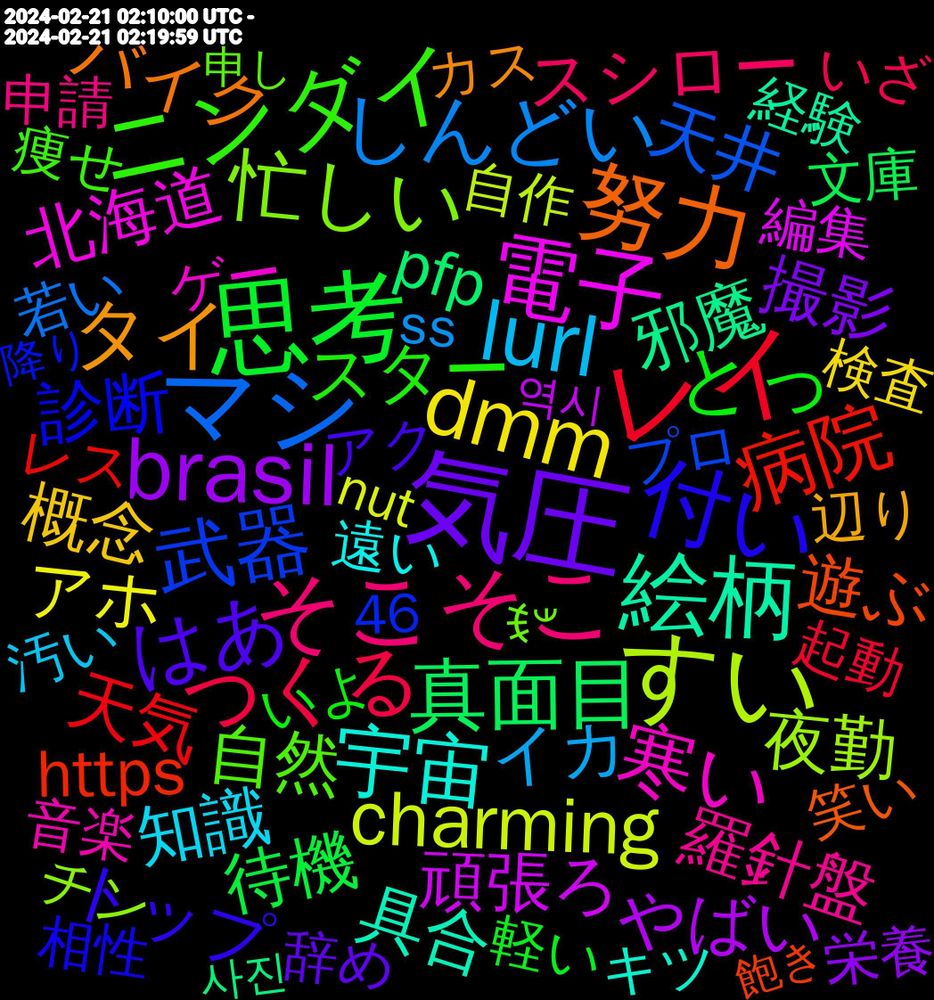 2024-02-21 02:10:00 UTC -
2024-02-21 02:19:59 UTC
バイク
申し
カス
スシロー
いざ
申請
ニンダイ
しんどい
天井
経験
痩せ
忙しい
自作
努力
文庫
北海道
ゲー
電子
編集
思考
pfp
撮影
邪魔
若い
タイ
ss
lurl
降り
診断
マシ
スター
とっ
レイ
検査
dmm
역시
アク
プロ
レス
brasil
気圧
付い
病院
概念
武器
nut
辺り
アホ
遠い
絵柄
遊ぶ
そこそこ
はあ
46
汚い
つくる
真面目
すい
起動
天気
いよ
自然
宇宙
イカ
寒い
夜勤
https
知識
charming
笑い
音楽
チン
トップ
待機
頑張ろ
羅針盤
やばい
具合
相性
辞め
軽い
キツ
栄養
사진
飽き